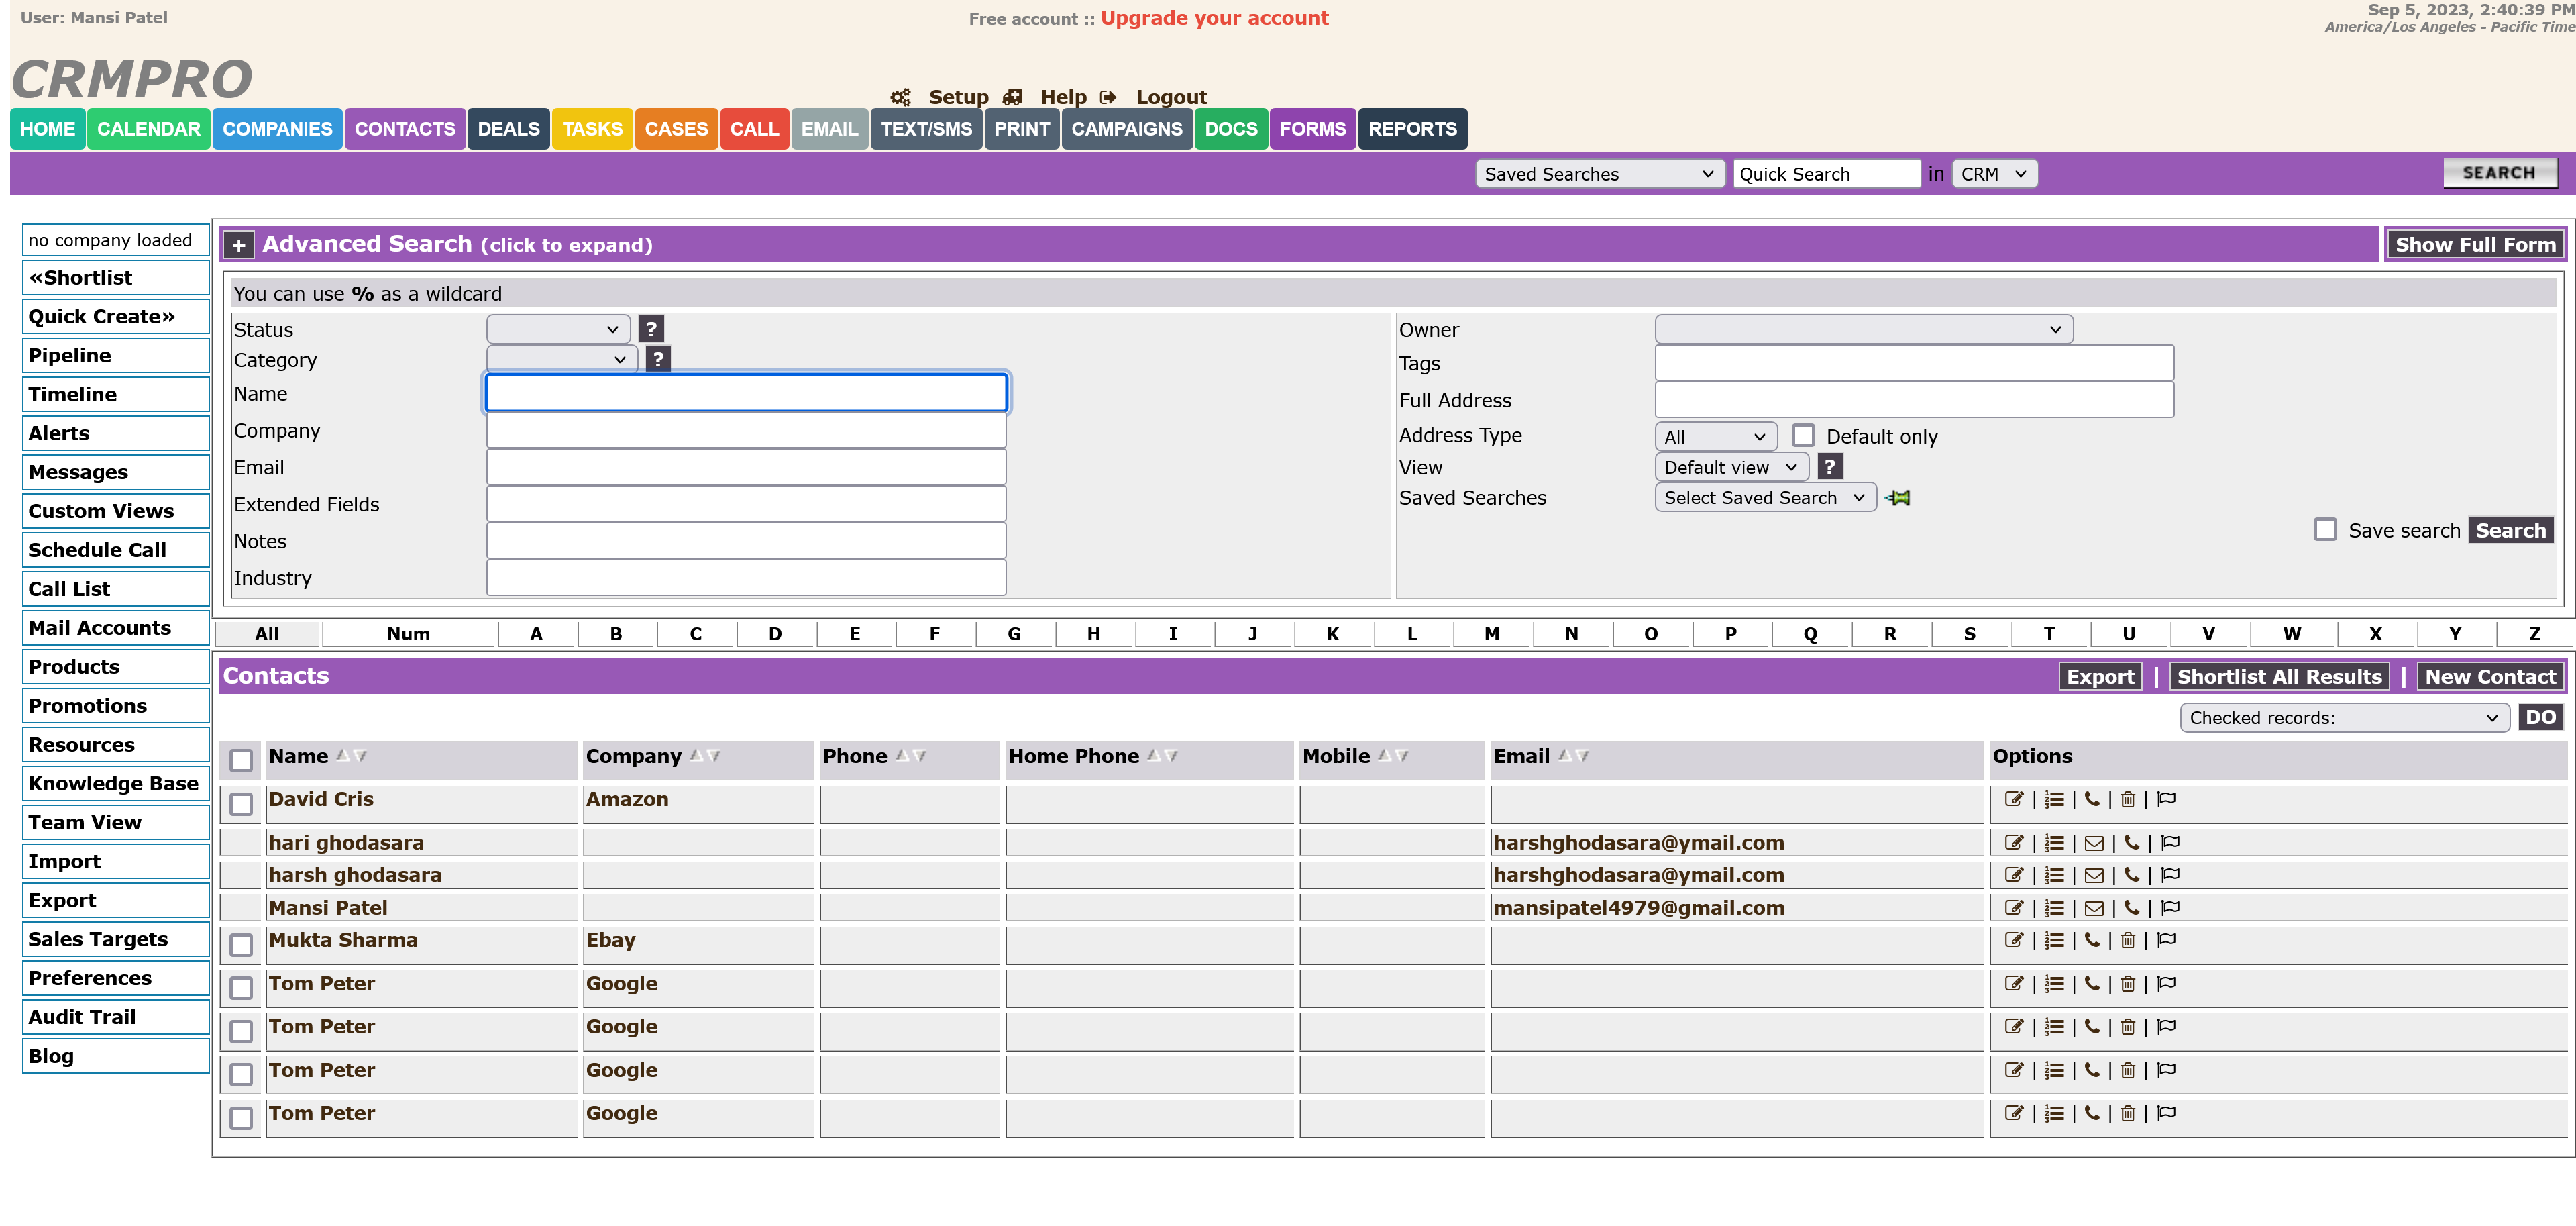 User: Mansi Patel
Free account :: Upgrade your account
Sep 5, 2023, 2:40:39 PM
America/Los Angeles - Pacific Time
CRMPRO
Setup Help Logout
HOME CALENDAR COMPANIES CONTACTS DEALS TASKS CASES CALL EMAIL TEXT/SMS PRINT CAMPAIGNS DOCS FORMS REPORTS
Saved Searches Quick Search in CRM SEARCH
no company loaded
«Shortlist
Quick Create»
Pipeline
Timeline
Alerts
Messages
Custom Views
Schedule Call
Call List
Mail Accounts
Products
Promotions
Resources
Knowledge Base
Team View
Import
Export
Sales Targets
Preferences
Audit Trail
Blog
+ Advanced Search (click to expand) Show Full Form
You can use % as a wildcard
Status ?
Category ?
Name
Company
Email
Extended Fields
Notes
Industry
Owner
Tags
Full Address
Address Type All Default only
View Default view ?
Saved Searches Select Saved Search
Save search Search
All Num A B C D E F G H I J K L M N O P Q R S T U V W X Y Z
Contacts Export | Shortlist All Results | New Contact
Checked records: DO
Name Company Phone Home Phone Mobile Email Options
David Cris Amazon | | | |
hari ghodasara harshghodasara@ymail.com | | | |
harsh ghodasara harshghodasara@ymail.com | | | |
Mansi Patel mansipatel4979@gmail.com | | | |
Mukta Sharma Ebay | | | |
Tom Peter Google | | | |
Tom Peter Google | | | |
Tom Peter Google | | | |
Tom Peter Google | | | |